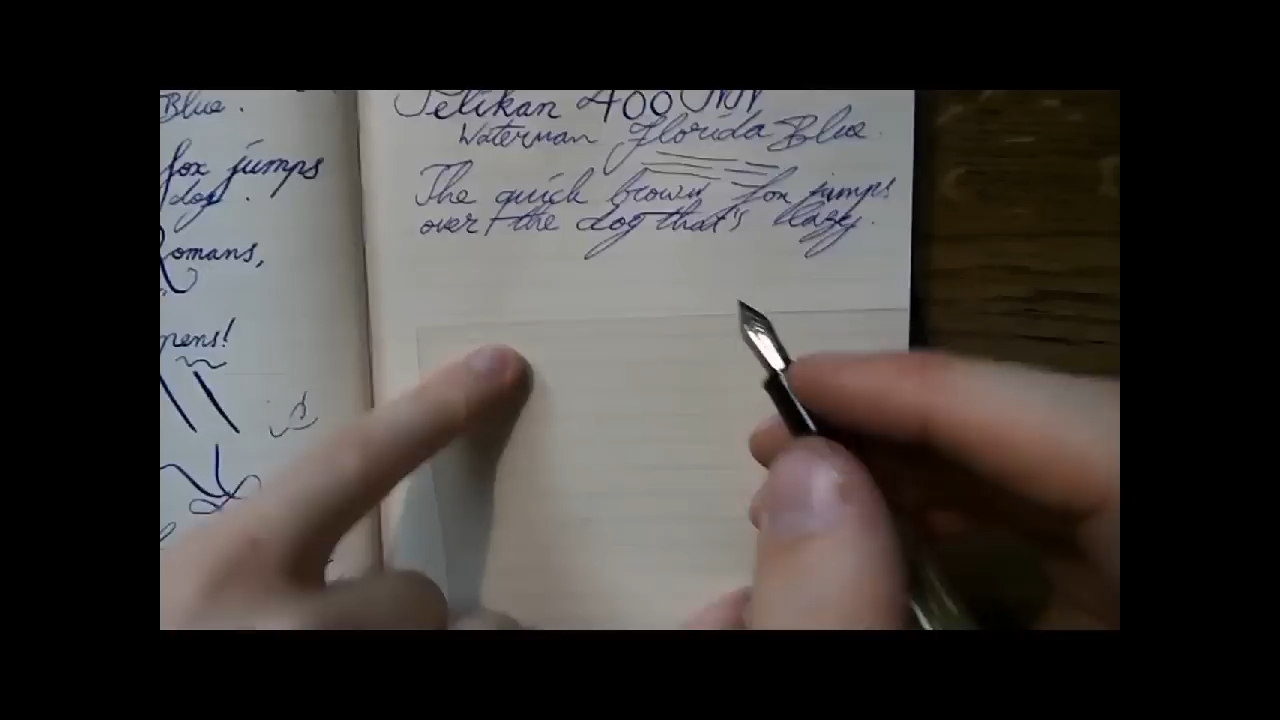 Blue.
fox jumps
dog.
Romans,
pens!
Pelikan 400NN
Waterman Florida Blue.
The quick brown fox jumps
over the dog that's lazy.